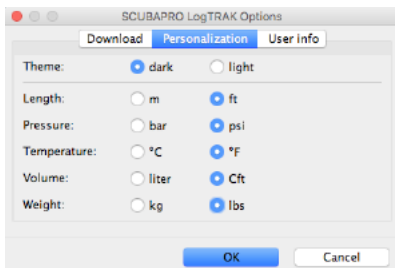 SCUBAPRO LogTRAK Options
Download Personalization User info
Theme: dark light
Length: m ft
Pressure: bar psi
Temperature: °C °F
Volume: liter Cft
Weight: kg lbs
OK Cancel